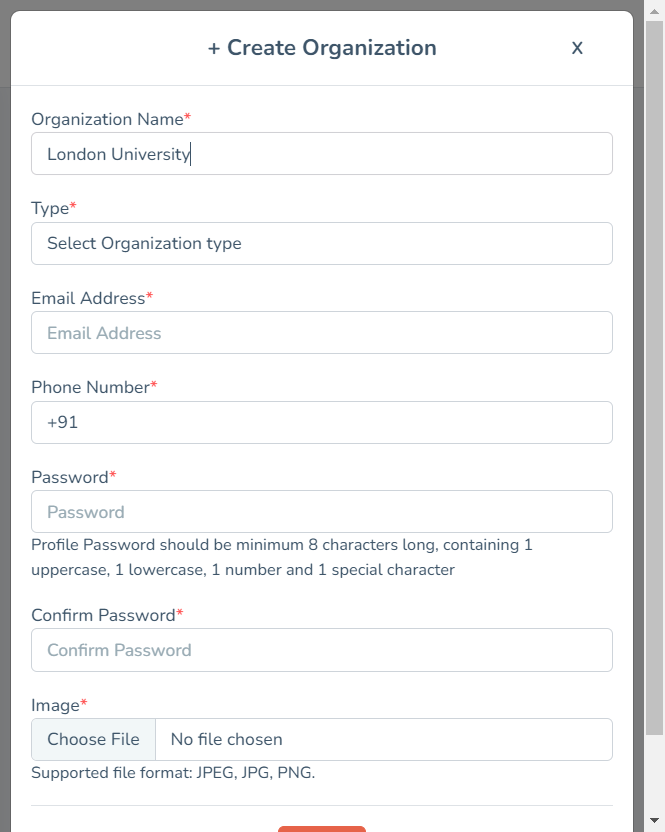 + Create Organization X
Organization Name*
London University
Type*
Select Organization type
Email Address*
Email Address
Phone Number*
+91
Password*
Password
Profile Password should be minimum 8 characters long, containing 1
uppercase, 1 lowercase, 1 number and 1 special character
Confirm Password*
Confirm Password
Image*
Choose File No file chosen
Supported file format: JPEG, JPG, PNG.